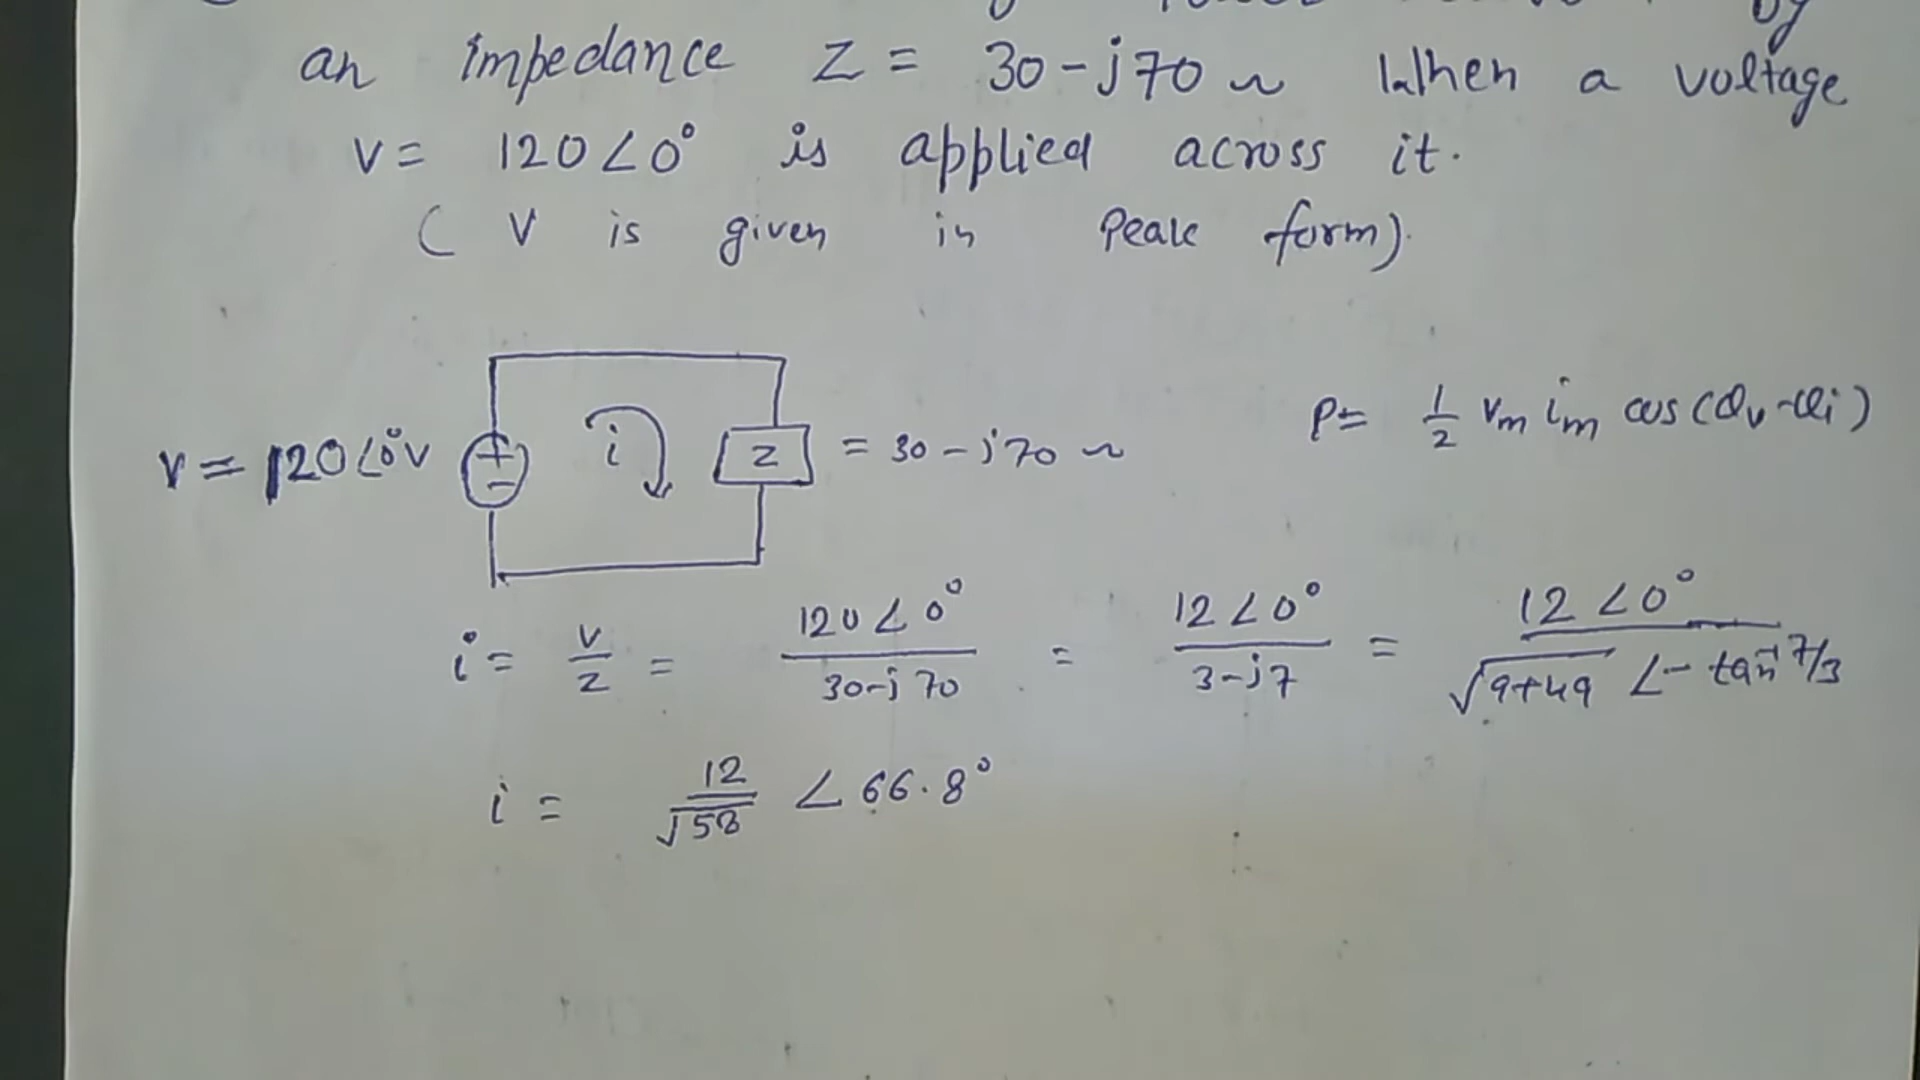 by
an impedance Z = 30-j70 ~ When a voltage
V = 120∠0° is applied across it.
( V is given in Peak form).
P = 1/2 Vm im cos(θv-θi)
V = 120∠0° V + - i Z = 30-j70 ~
i = V/Z = 120∠0° / 30-j70 = 12∠0° / 3-j7 = 12∠0° / √9+49 ∠-tan⁻¹ 7/3
i = 12/√58 ∠66.8°